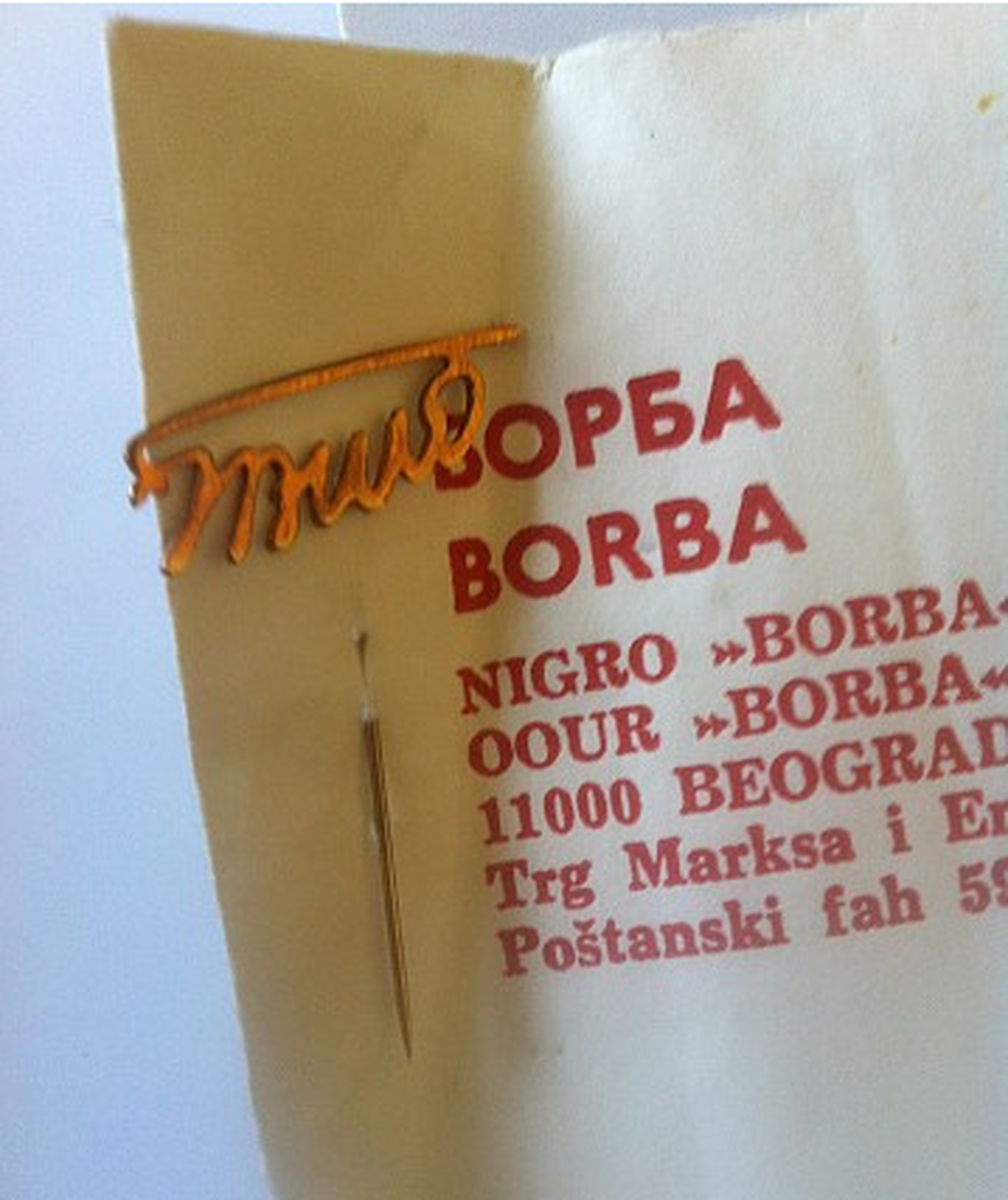 Тито
БОРБА
BORBA
NIGRO »BORBA«
OOUR »BORBA«
11000 BEOGRAD
Trg Marksa i
Poštanski fah